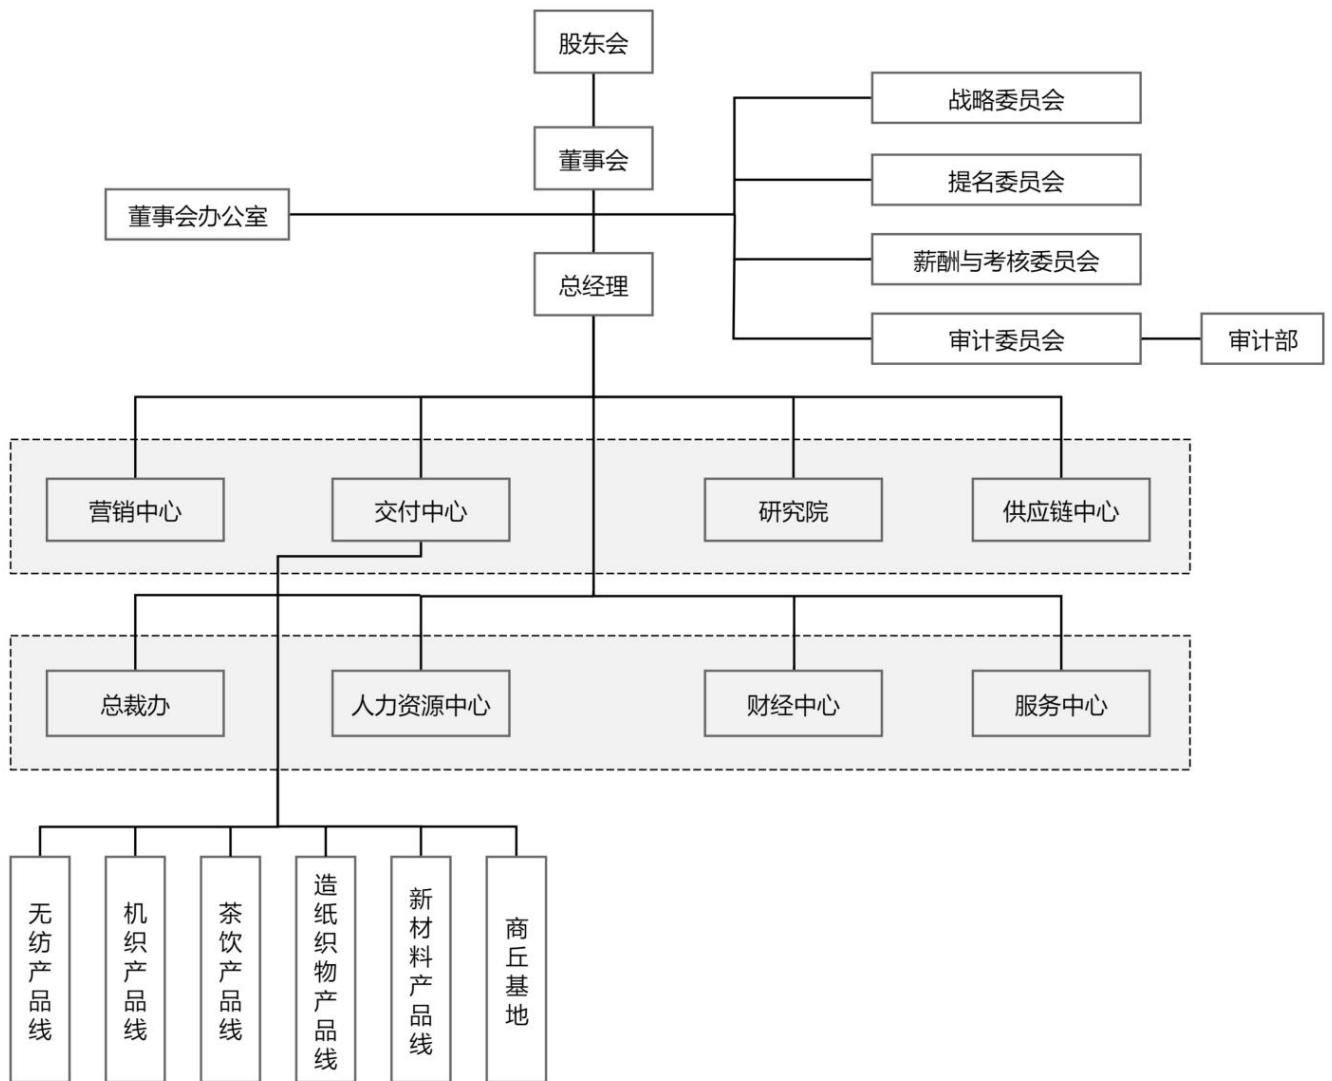 股东会
战略委员会
董事会
提名委员会
董事会办公室
薪酬与考核委员会
总经理
审计委员会
审计部
营销中心
交付中心
研究院
供应链中心
总裁办
人力资源中心
财经中心
服务中心
无纺产品线
机织产品线
茶饮产品线
造纸织物产品线
新材料产品线
商丘基地